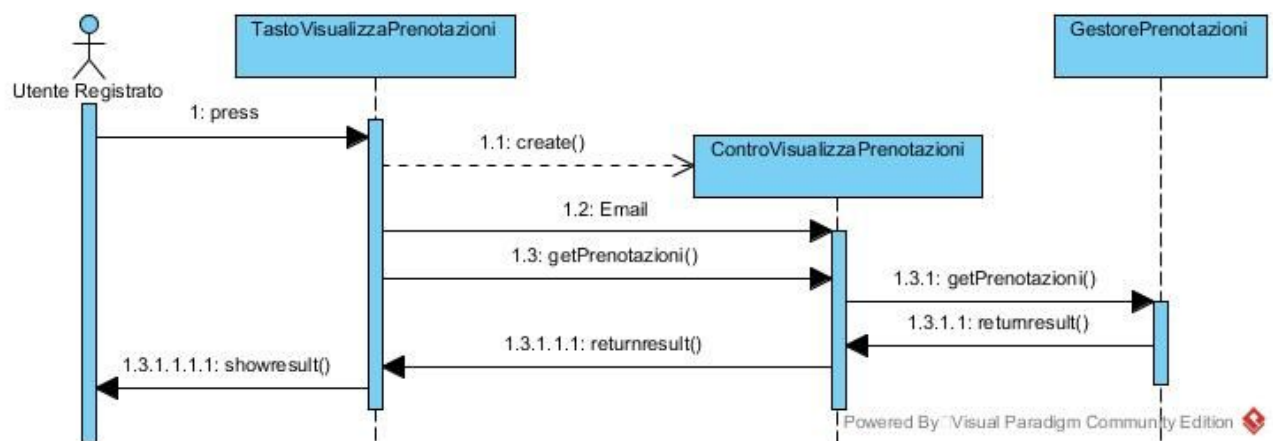 TastoVisualizzaPrenotazioni
GestorePrenotazioni
Utente Registrato
1: press
1.1: create()
ControVisualizzaPrenotazioni
1.2: Email
1.3: getPrenotazioni()
1.3.1: getPrenotazioni()
1.3.1.1: returnresult()
1.3.1.1.1: returnresult()
1.3.1.1.1.1: showresult()
Powered By Visual Paradigm Community Edition